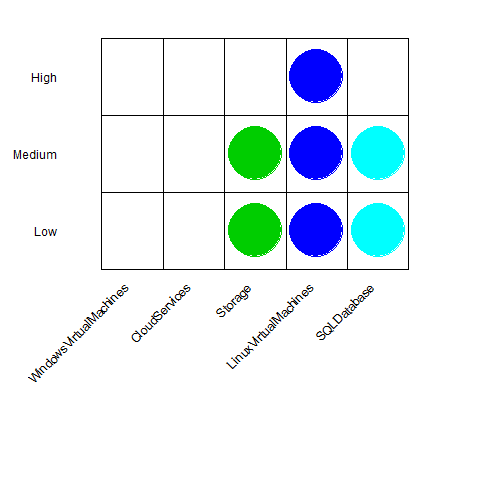 High
Medium
Low
WindowsVirtualMachines
CloudServices
Storage
LinuxVirtualMachines
SQLDatabase